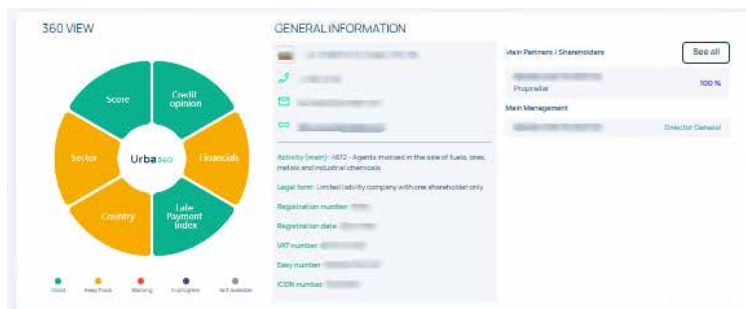 360 VIEW
Score
Credit
opinion
Sector
Urba360
Financials
Country
Late
Payment
Index
Good
Keep Track
Warning
In progress
Not Available
GENERAL INFORMATION
Activity (main): 4612 - Agents involved in the sale of fuels, ores,
metals and industrial chemicals
Legal form: Limited liability company with one shareholder only
Registration number:
Registration date:
VAT number:
Easy number:
ICON number:
Main Partners / Shareholders
See all
Proprietar
100 %
Main Management
Director General